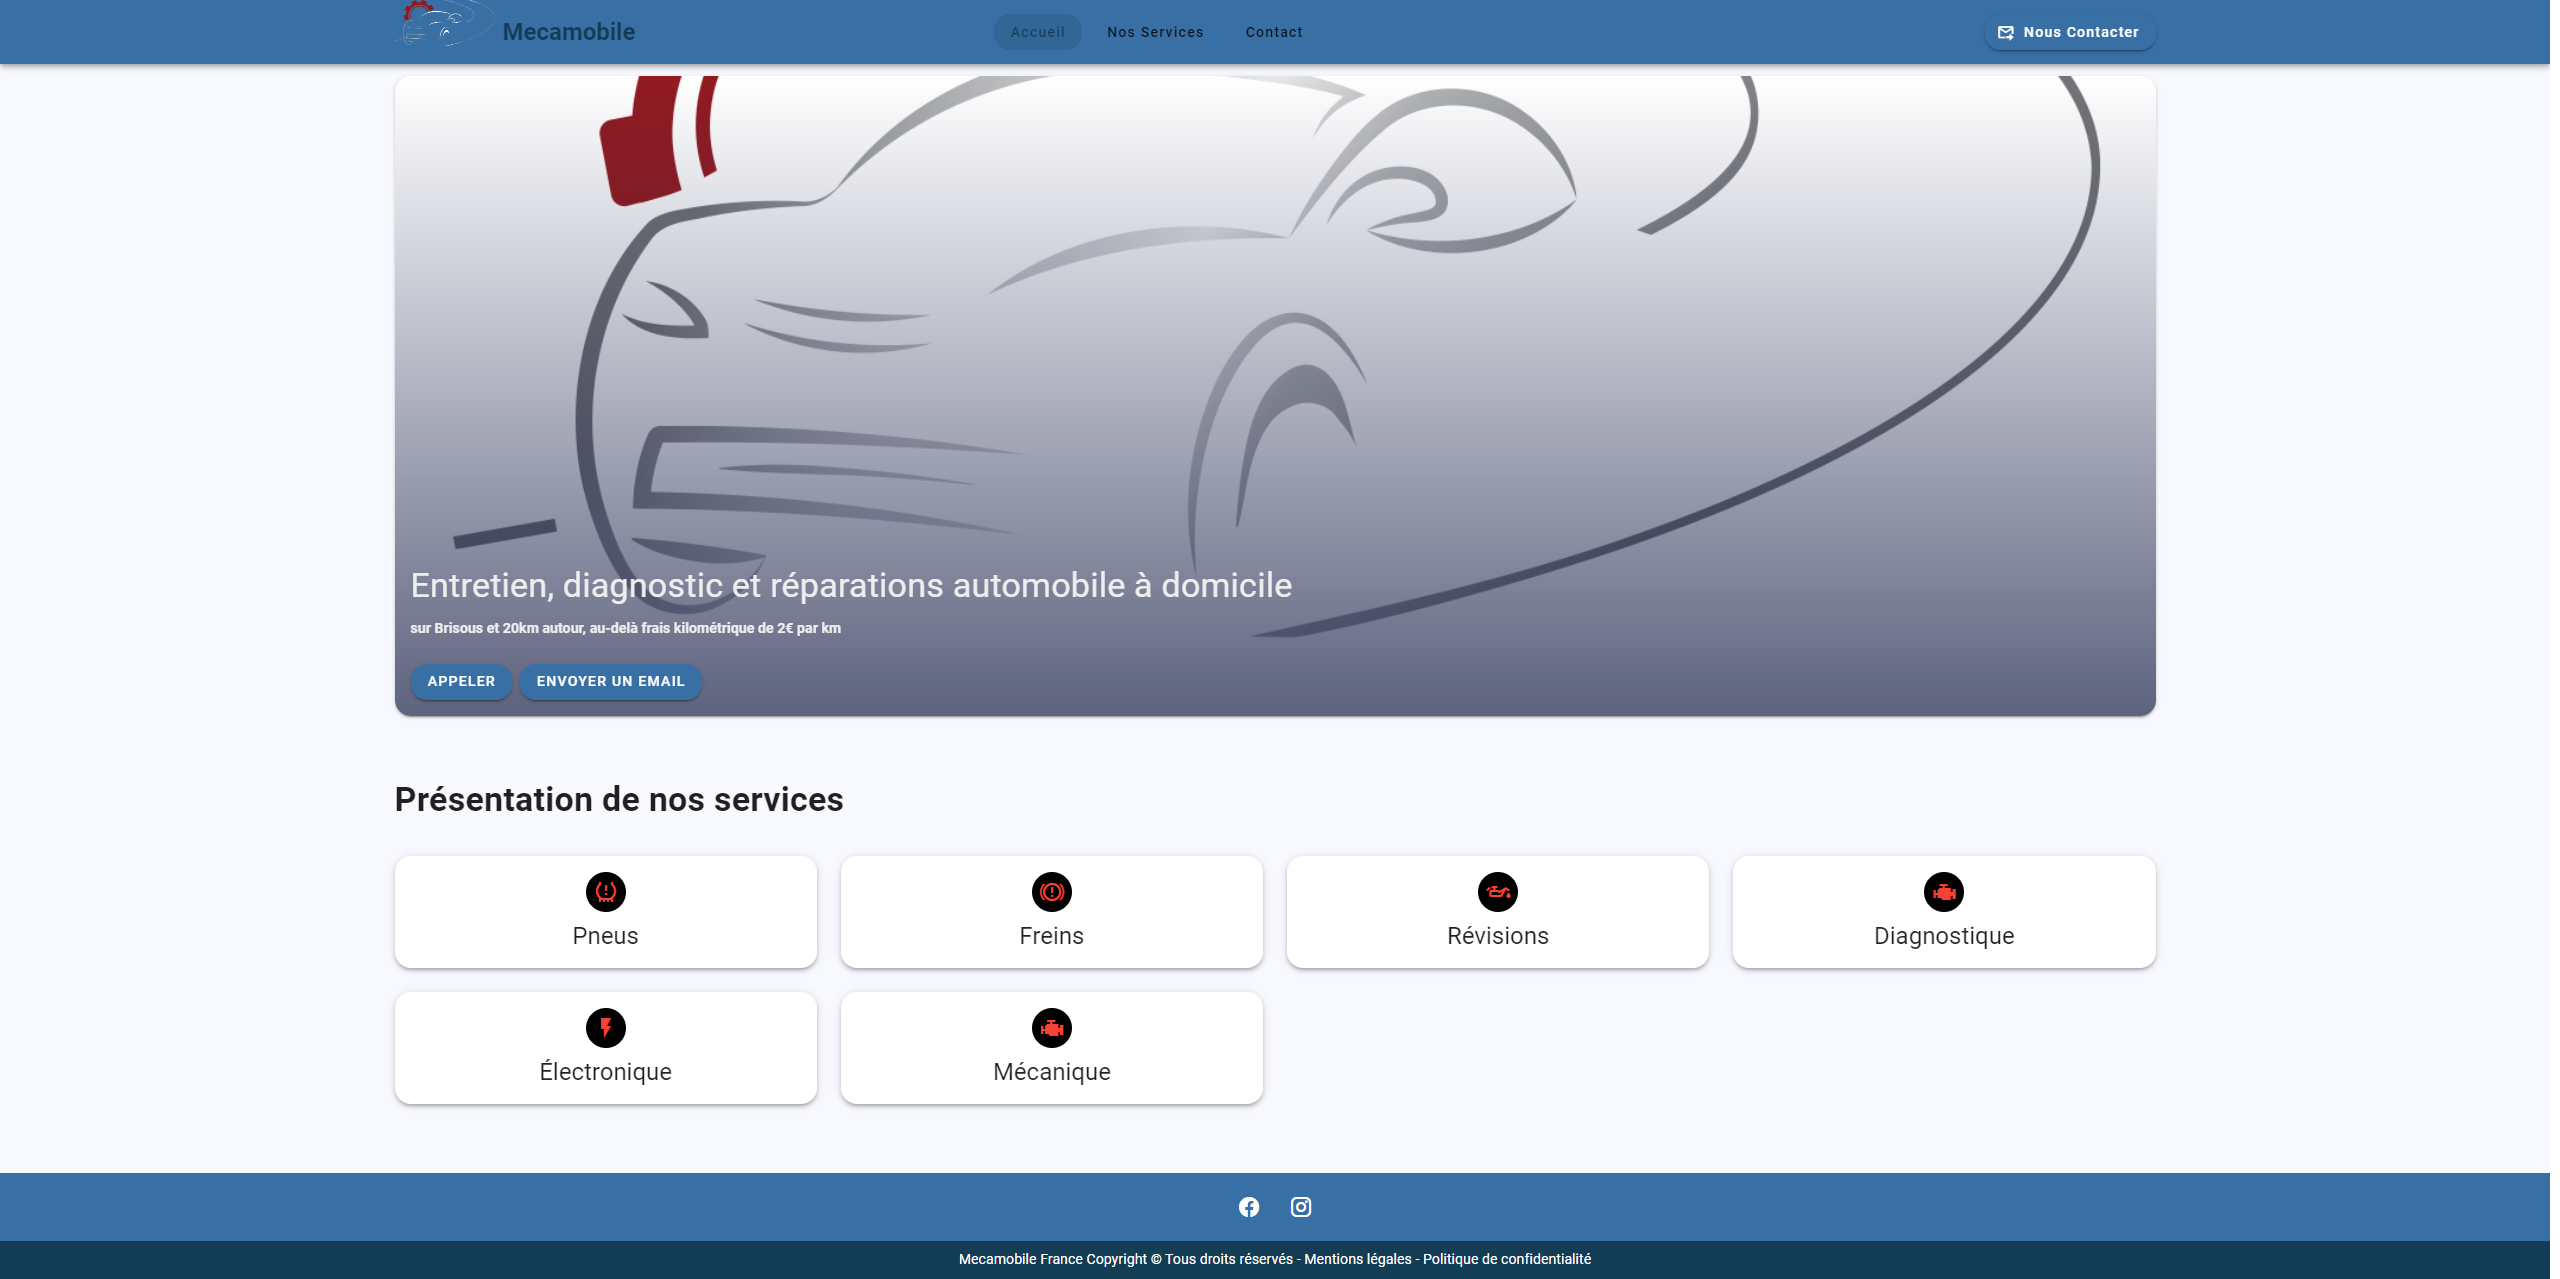 Mecamobile
Accueil
Nos Services
Contact
Nous Contacter
Entretien, diagnostic et réparations automobile à domicile
sur Brisous et 20km autour, au-delà frais kilométrique de 2€ par km
APPELER
ENVOYER UN EMAIL
Présentation de nos services
Pneus
Freins
Révisions
Diagnostique
Électronique
Mécanique
Mecamobile France Copyright © Tous droits réservés - Mentions légales - Politique de confidentialité